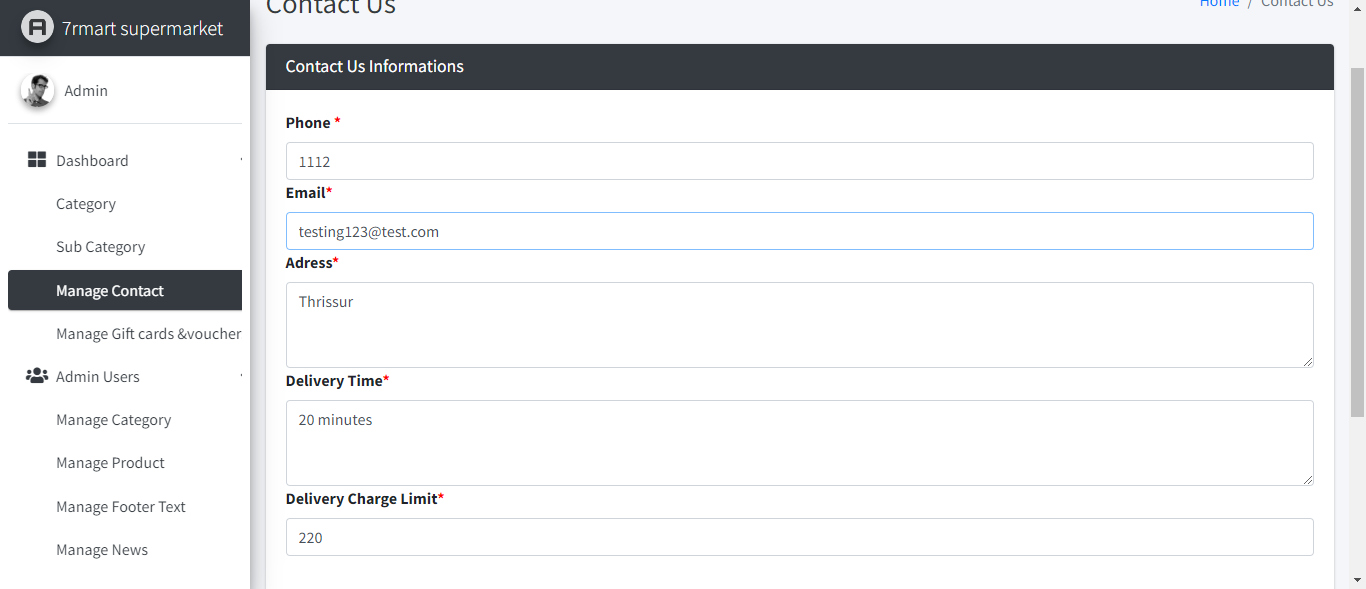 7rmart supermarket
Admin
Dashboard
Category
Sub Category
Manage Contact
Manage Gift cards &voucher
Admin Users
Manage Category
Manage Product
Manage Footer Text
Manage News
Contact Us
Home / Contact Us
Contact Us Informations
Phone *
1112
Email*
testing123@test.com
Adress*
Thrissur
Delivery Time*
20 minutes
Delivery Charge Limit*
220